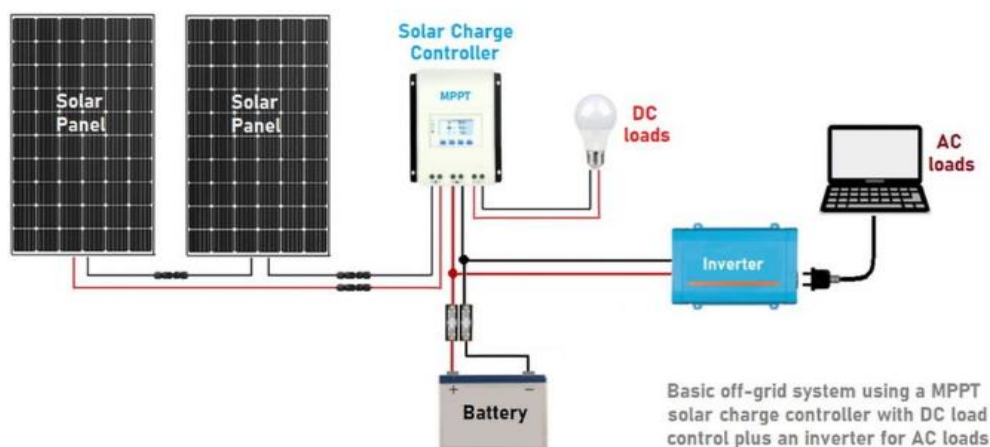 Solar Charge
Controller
MPPT
Solar
Panel
Solar
Panel
DC
loads
AC
loads
Inverter
+ −
Battery
Basic off-grid system using a MPPT
solar charge controller with DC load
control plus an inverter for AC loads